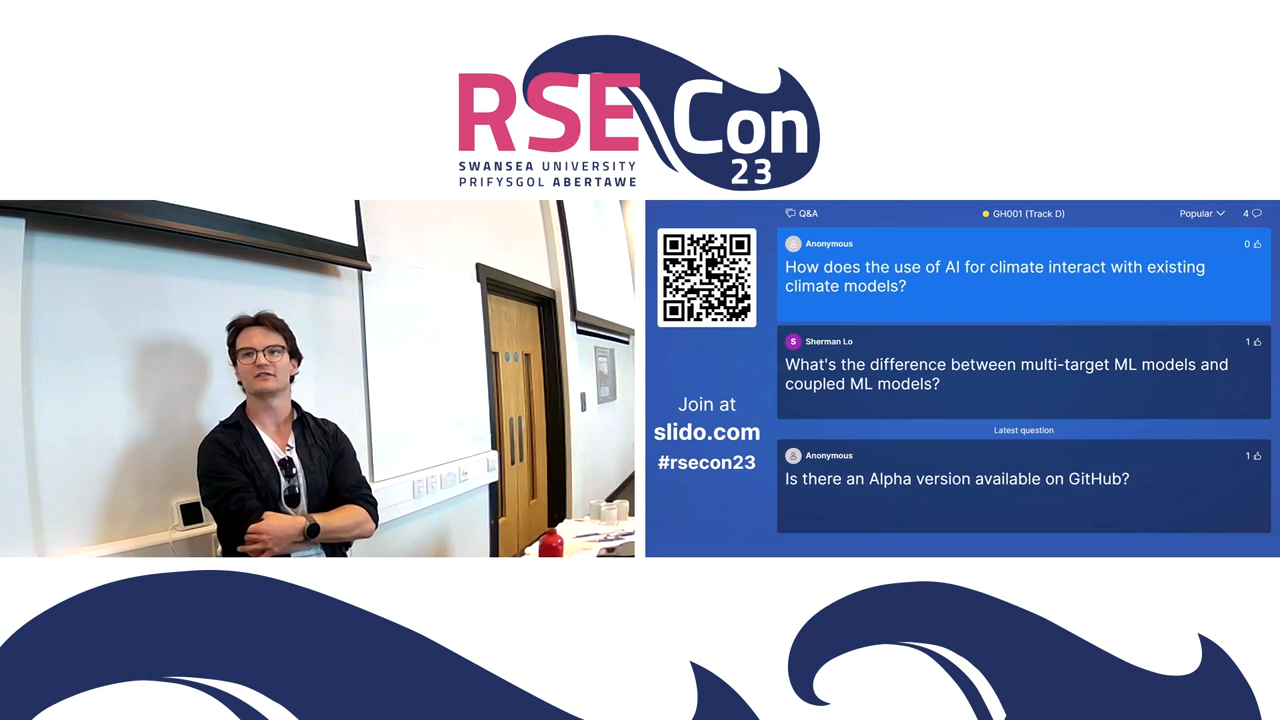 RSE Con
23
SWANSEA UNIVERSITY
PRIFYSGOL ABERTAWE
Q&A
GH001 (Track D)
Popular
4
Anonymous
0
How does the use of AI for climate interact with existing
climate models?
S
Sherman Lo
1
What's the difference between multi-target ML models and
coupled ML models?
Latest question
Anonymous
1
Is there an Alpha version available on GitHub?
Join at
slido.com
#rsecon23